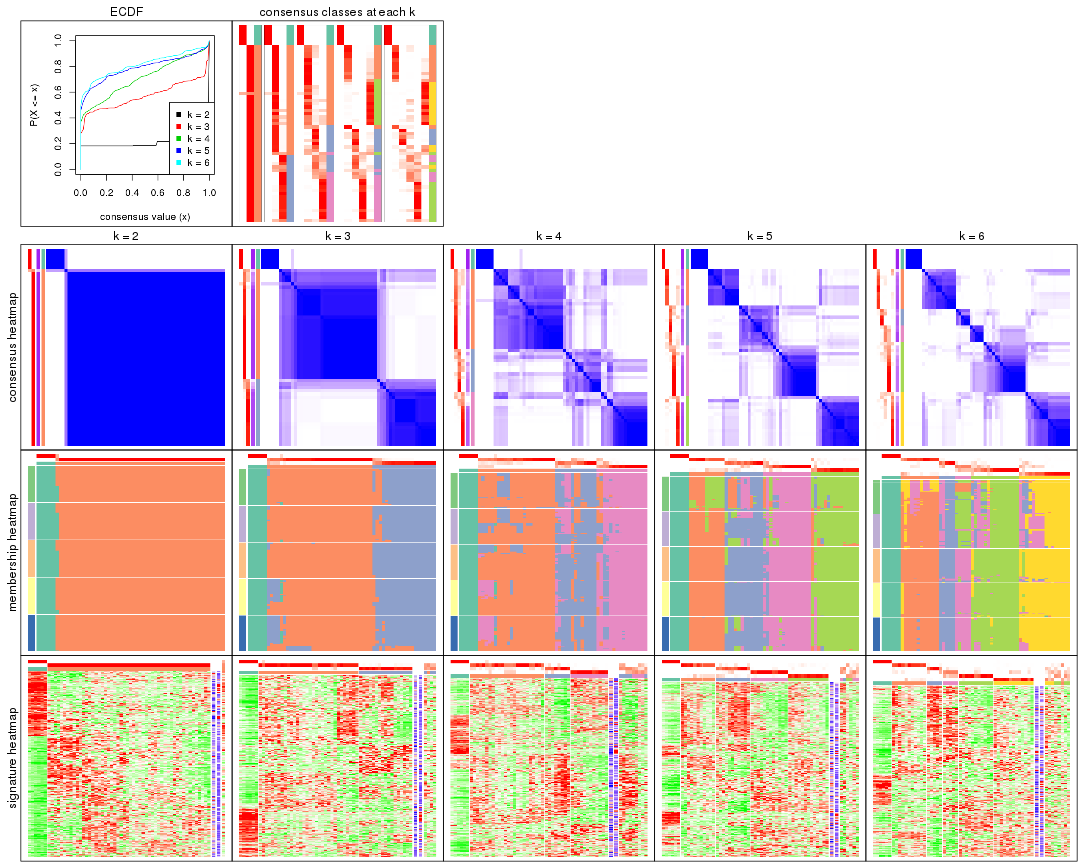 ECDF
consensus classes at each k
P(X <= x)
0.0 0.2 0.4 0.6 0.8 1.0
k = 2
k = 3
k = 4
k = 5
k = 6
0.0 0.2 0.4 0.6 0.8 1.0
consensus value (x)
k = 2
k = 3
k = 4
k = 5
k = 6
consensus heatmap
membership heatmap
signature heatmap